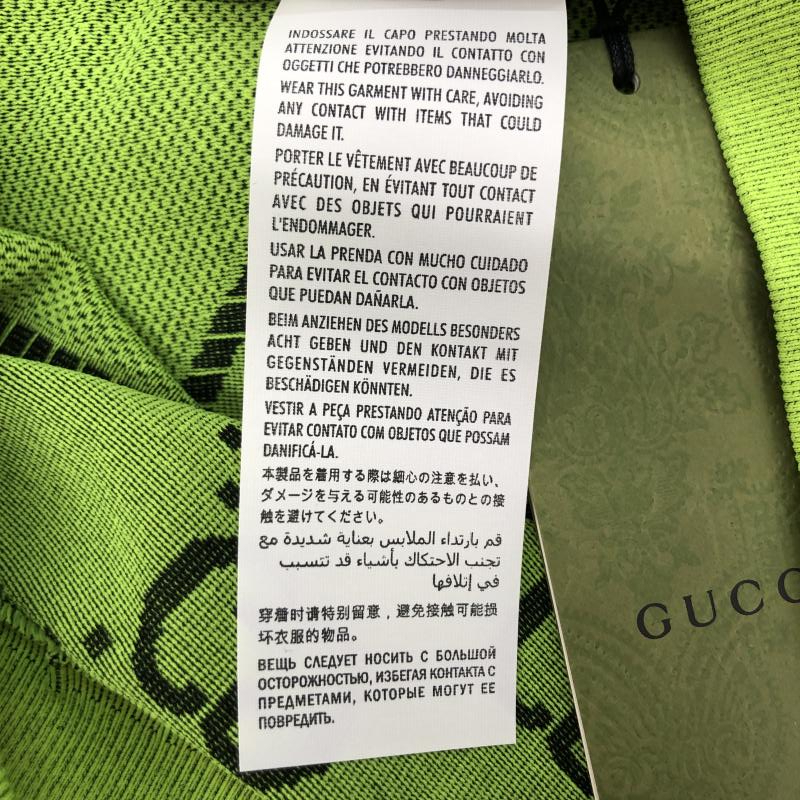 INDOSSARE IL CAPO PRESTANDO MOLTA
ATTENZIONE EVITANDO IL CONTATTO CON
OGGETTI CHE POTREBBERO DANNEGGIARLO.
WEAR THIS GARMENT WITH CARE, AVOIDING
ANY CONTACT WITH ITEMS THAT COULD
DAMAGE IT.
PORTER LE VÊTEMENT AVEC BEAUCOUP DE
PRÉCAUTION, EN ÉVITANT TOUT CONTACT
AVEC DES OBJETS QUI POURRAIENT
L'ENDOMMAGER.
USAR LA PRENDA CON MUCHO CUIDADO
PARA EVITAR EL CONTACTO CON OBJETOS
QUE PUEDAN DAÑARLA.
BEIM ANZIEHEN DES MODELLS BESONDERS
ACHT GEBEN UND DEN KONTAKT MIT
GEGENSTÄNDEN VERMEIDEN, DIE ES
BESCHÄDIGEN KÖNNTEN.
VESTIR A PEÇA PRESTANDO ATENÇÃO PARA
EVITAR CONTATO COM OBJETOS QUE POSSAM
DANIFICÁ-LA.
本製品を着用する際は細心の注意を払い、
ダメージを与える可能性のあるものとの接
触を避けてください。
قم بارتداء الملابس بعناية شديدة مع
تجنب الاحتكاك بأشياء قد تتسبب
في إتلافها
穿着时请特别留意，避免接触可能损
坏衣服的物品。
ВЕЩЬ СЛЕДУЕТ НОСИТЬ С БОЛЬШОЙ
ОСТОРОЖНОСТЬЮ, ИЗБЕГАЯ КОНТАКТА С
ПРЕДМЕТАМИ, КОТОРЫЕ МОГУТ ЕЕ
ПОВРЕДИТЬ.
GUCC